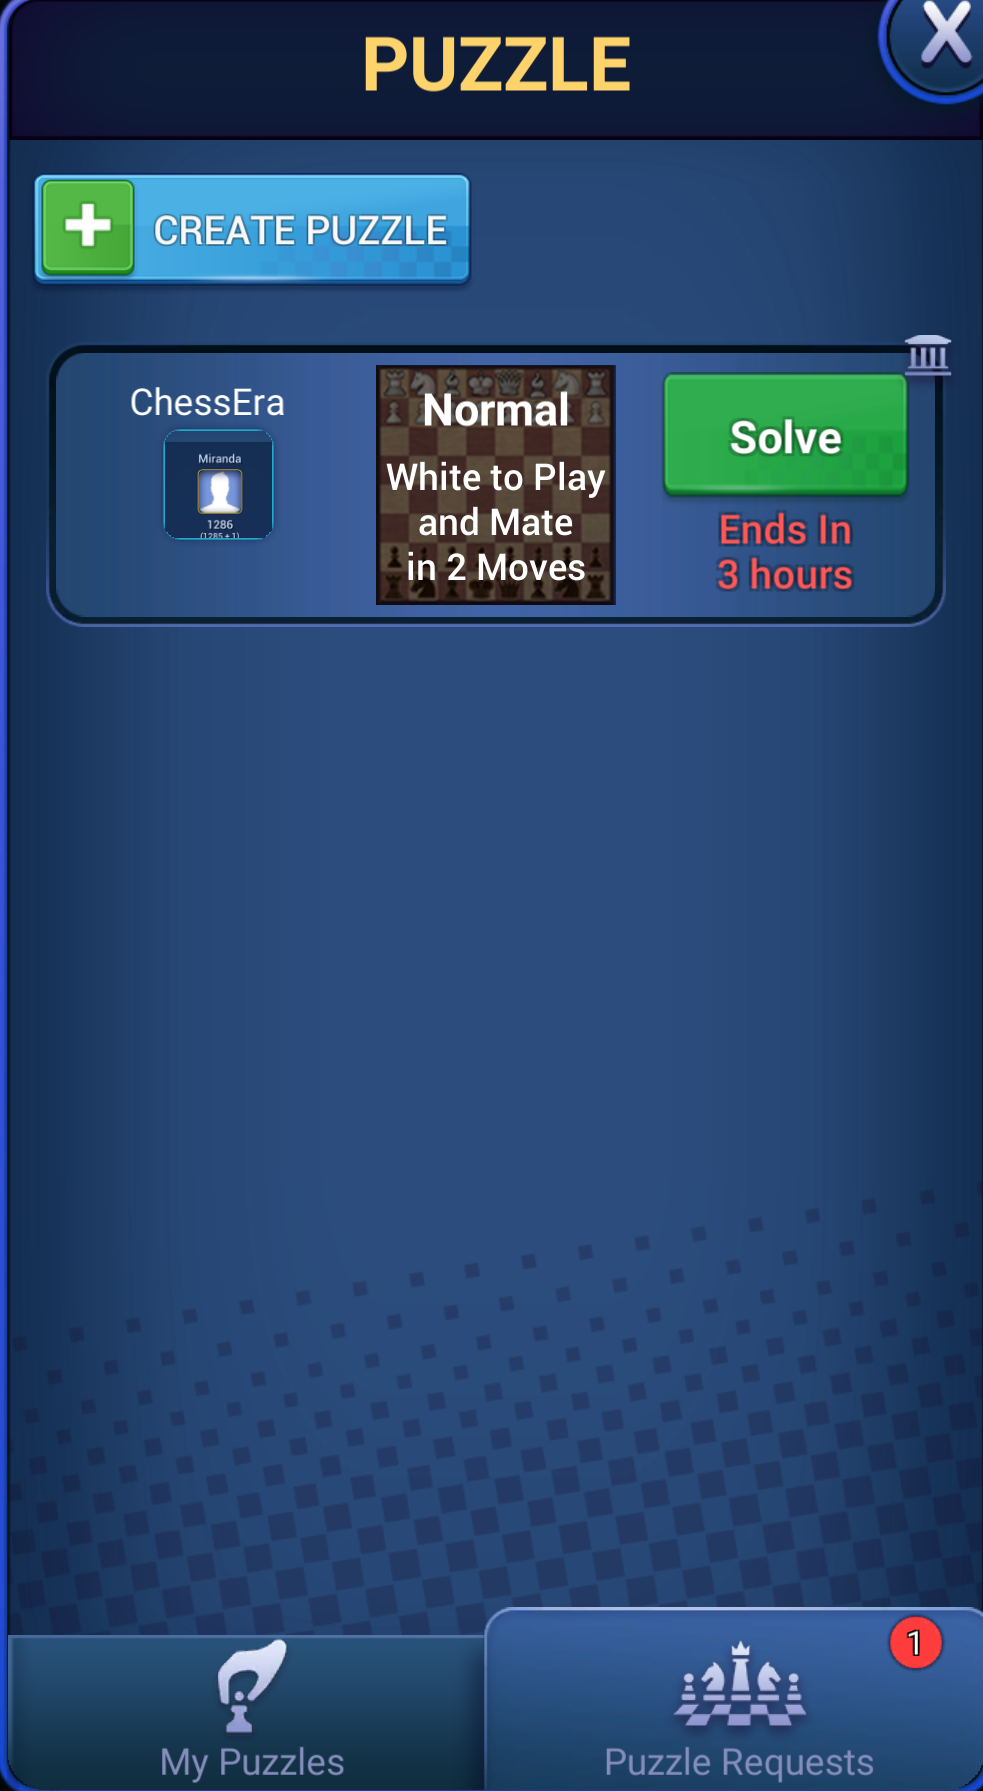 PUZZLE
X
CREATE PUZZLE
ChessEra
Miranda
1286
(1285 + 1)
Normal
White to Play
and Mate
in 2 Moves
Solve
Ends In
3 hours
1
My Puzzles
Puzzle Requests